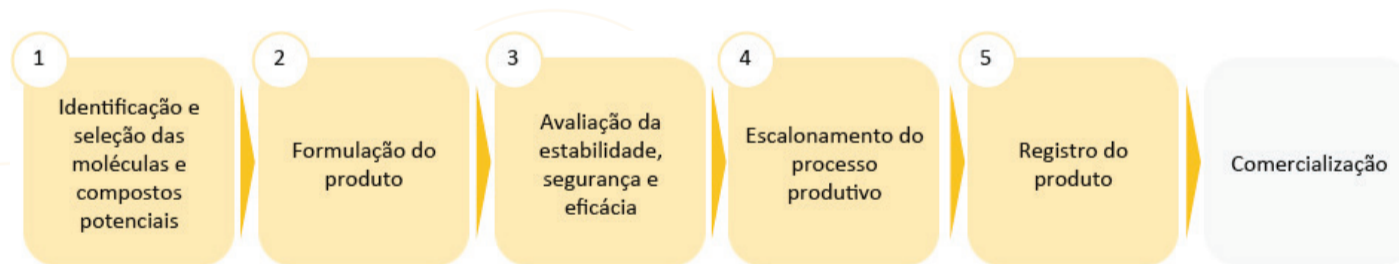 1
Identificação e
seleção das
moléculas e
compostos
potenciais
2
Formulação do
produto
3
Avaliação da
estabilidade,
segurança e
eficácia
4
Escalonamento do
processo
produtivo
5
Registro do
produto
Comercialização